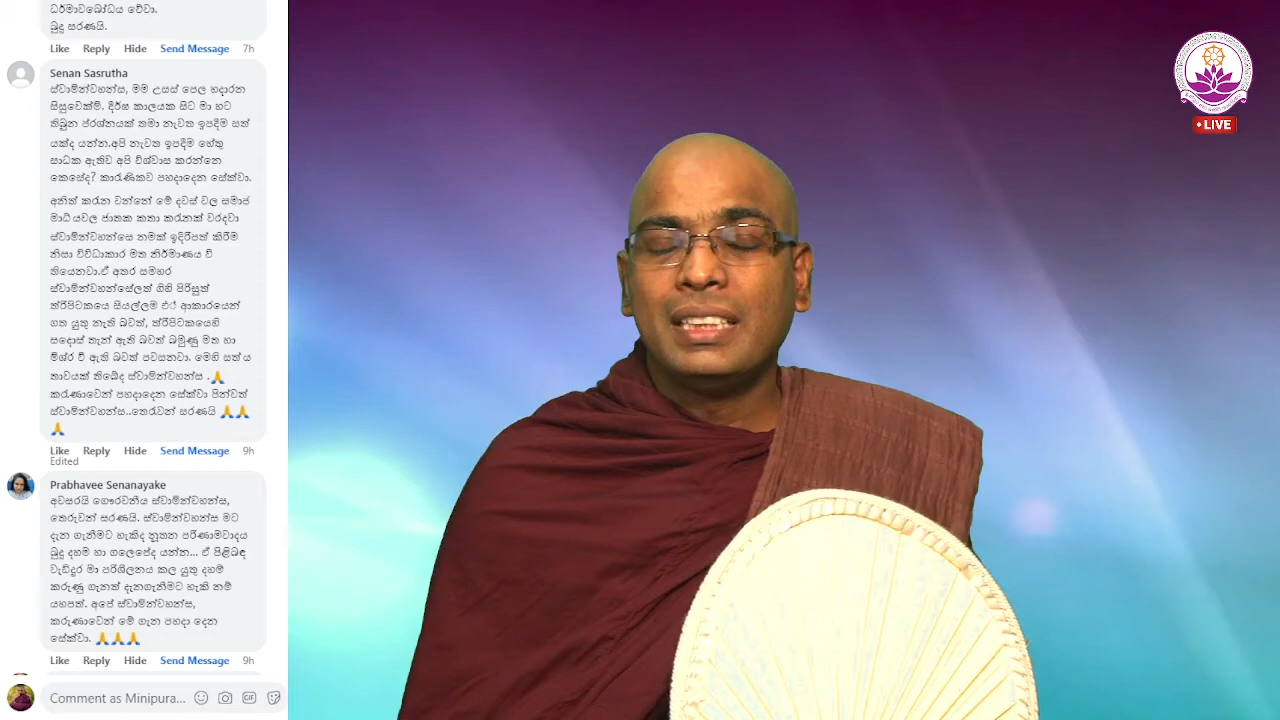 ධර්මාවබෝධය වේවා.
බුදු සරණයි.
Like Reply Hide Send Message 7h
Senan Sasrutha
ස්වාමින්වහන්ස, මම උසස් පෙල හදාරන
සිසුවෙක්මි. දීර්ඝ කාලයක සිට මා හට
තිබුන ප්රශ්නයක් තමා නැවත ඉපදීම සත්
යක්ද යන්න.අපි නැවත ඉපදීම හේතු
සාධක ඇතිව අපි විශ්වාස කරන්නෙ
කෙසේද? කාරැණිකව පහදාදෙන සේක්වා.
අනිත් කරැන වන්නේ මේ දවස් වල සමාජ
මාධ් යවල ජාතක කතා කරැනක් වරදවා
ස්වාමින්වහන්සෙ නමක් ඉදිරිපත් කිරීම
නිසා විවිධාකාර මත නිර්මාණය වි
තියෙනවා.ඒ අතර සමහර
ස්වාමින්වහන්සේලත් ගිහි පිරිසුත්
ත්රිපිටකයෙ සියල්ලම ආකාරයෙන්
ගත යුතු නැති බවත්, ත්රිපිටකයෙහි
සදොස් තැන් ඇති බවත් බමුණු මත හා
මිශ්ර වී ඇති බවත් පවසනවා. මෙහි සත් ය
තාවයක් තිබේද ස්වාමින්වහන්ස .🙏
කරැණාවෙන් පහදාදෙන සේක්වා පින්වත්
ස්වාමින්වහන්ස..තෙරැවන් සරණයි 🙏🙏
🙏
Like Reply Hide Send Message 9h
Edited
Prabhavee Senanayake
අවසරයි ගෞරවනීය ස්වාමින්වහන්ස,
තෙරුවන් සරණයි. ස්වාමින්වහන්ස මට
දැන ගැනීමට හැකිද නූතන පරිණාමවාදය
බුදු දහම හා ගලෙපේද යන්න... ඒ පිළිබඳ
වැඩිදුර මා පරිශීලනය කල යුතු දහම්
කරුණු ගැනත් දැනගැනීමට හැකි නම්
යහපත්. අපේ ස්වාමින්වහන්ස,
කරුණාවෙන් මේ ගැන පහදා දෙන
සේක්වා. 🙏🙏🙏
Like Reply Hide Send Message 9h
Comment as Minipura...
GIF
• LIVE